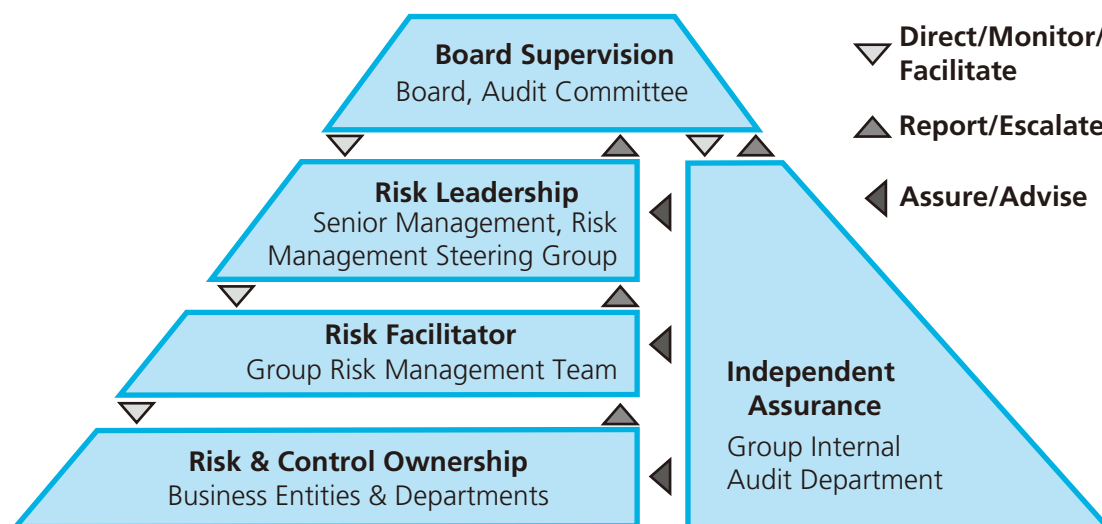 Board Supervision
Board, Audit Committee
Direct/Monitor/
Facilitate
Report/Escalate
Assure/Advise
Risk Leadership
Senior Management, Risk
Management Steering Group
Risk Facilitator
Group Risk Management Team
Risk & Control Ownership
Business Entities & Departments
Independent
Assurance
Group Internal
Audit Department